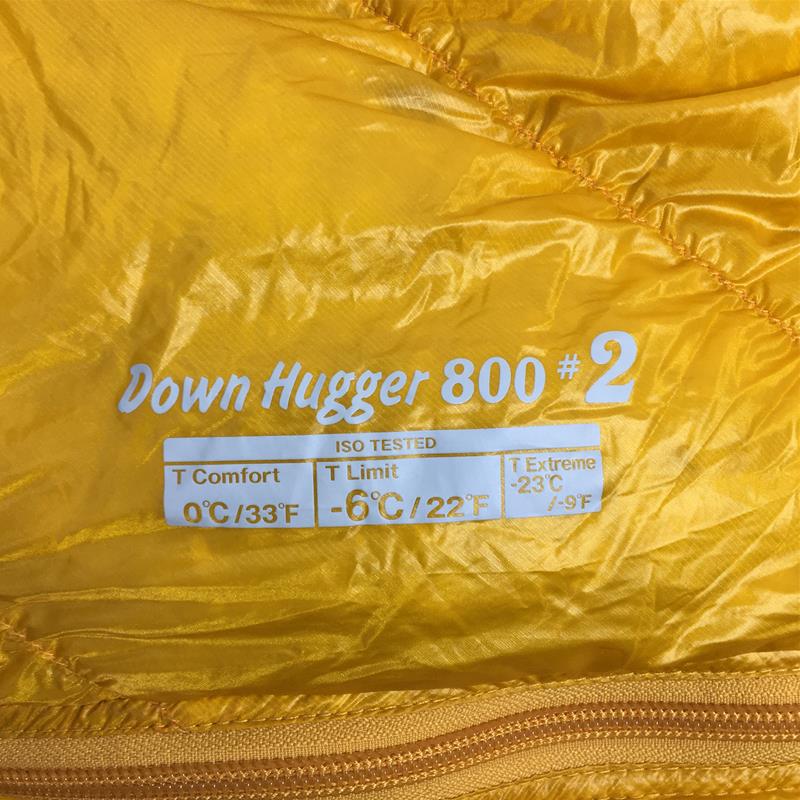 Down Hugger 800 #2
ISO TESTED
T Comfort
0°C/33°F
T Limit
-6°C/22°F
T Extreme
-23°C
/-9°F